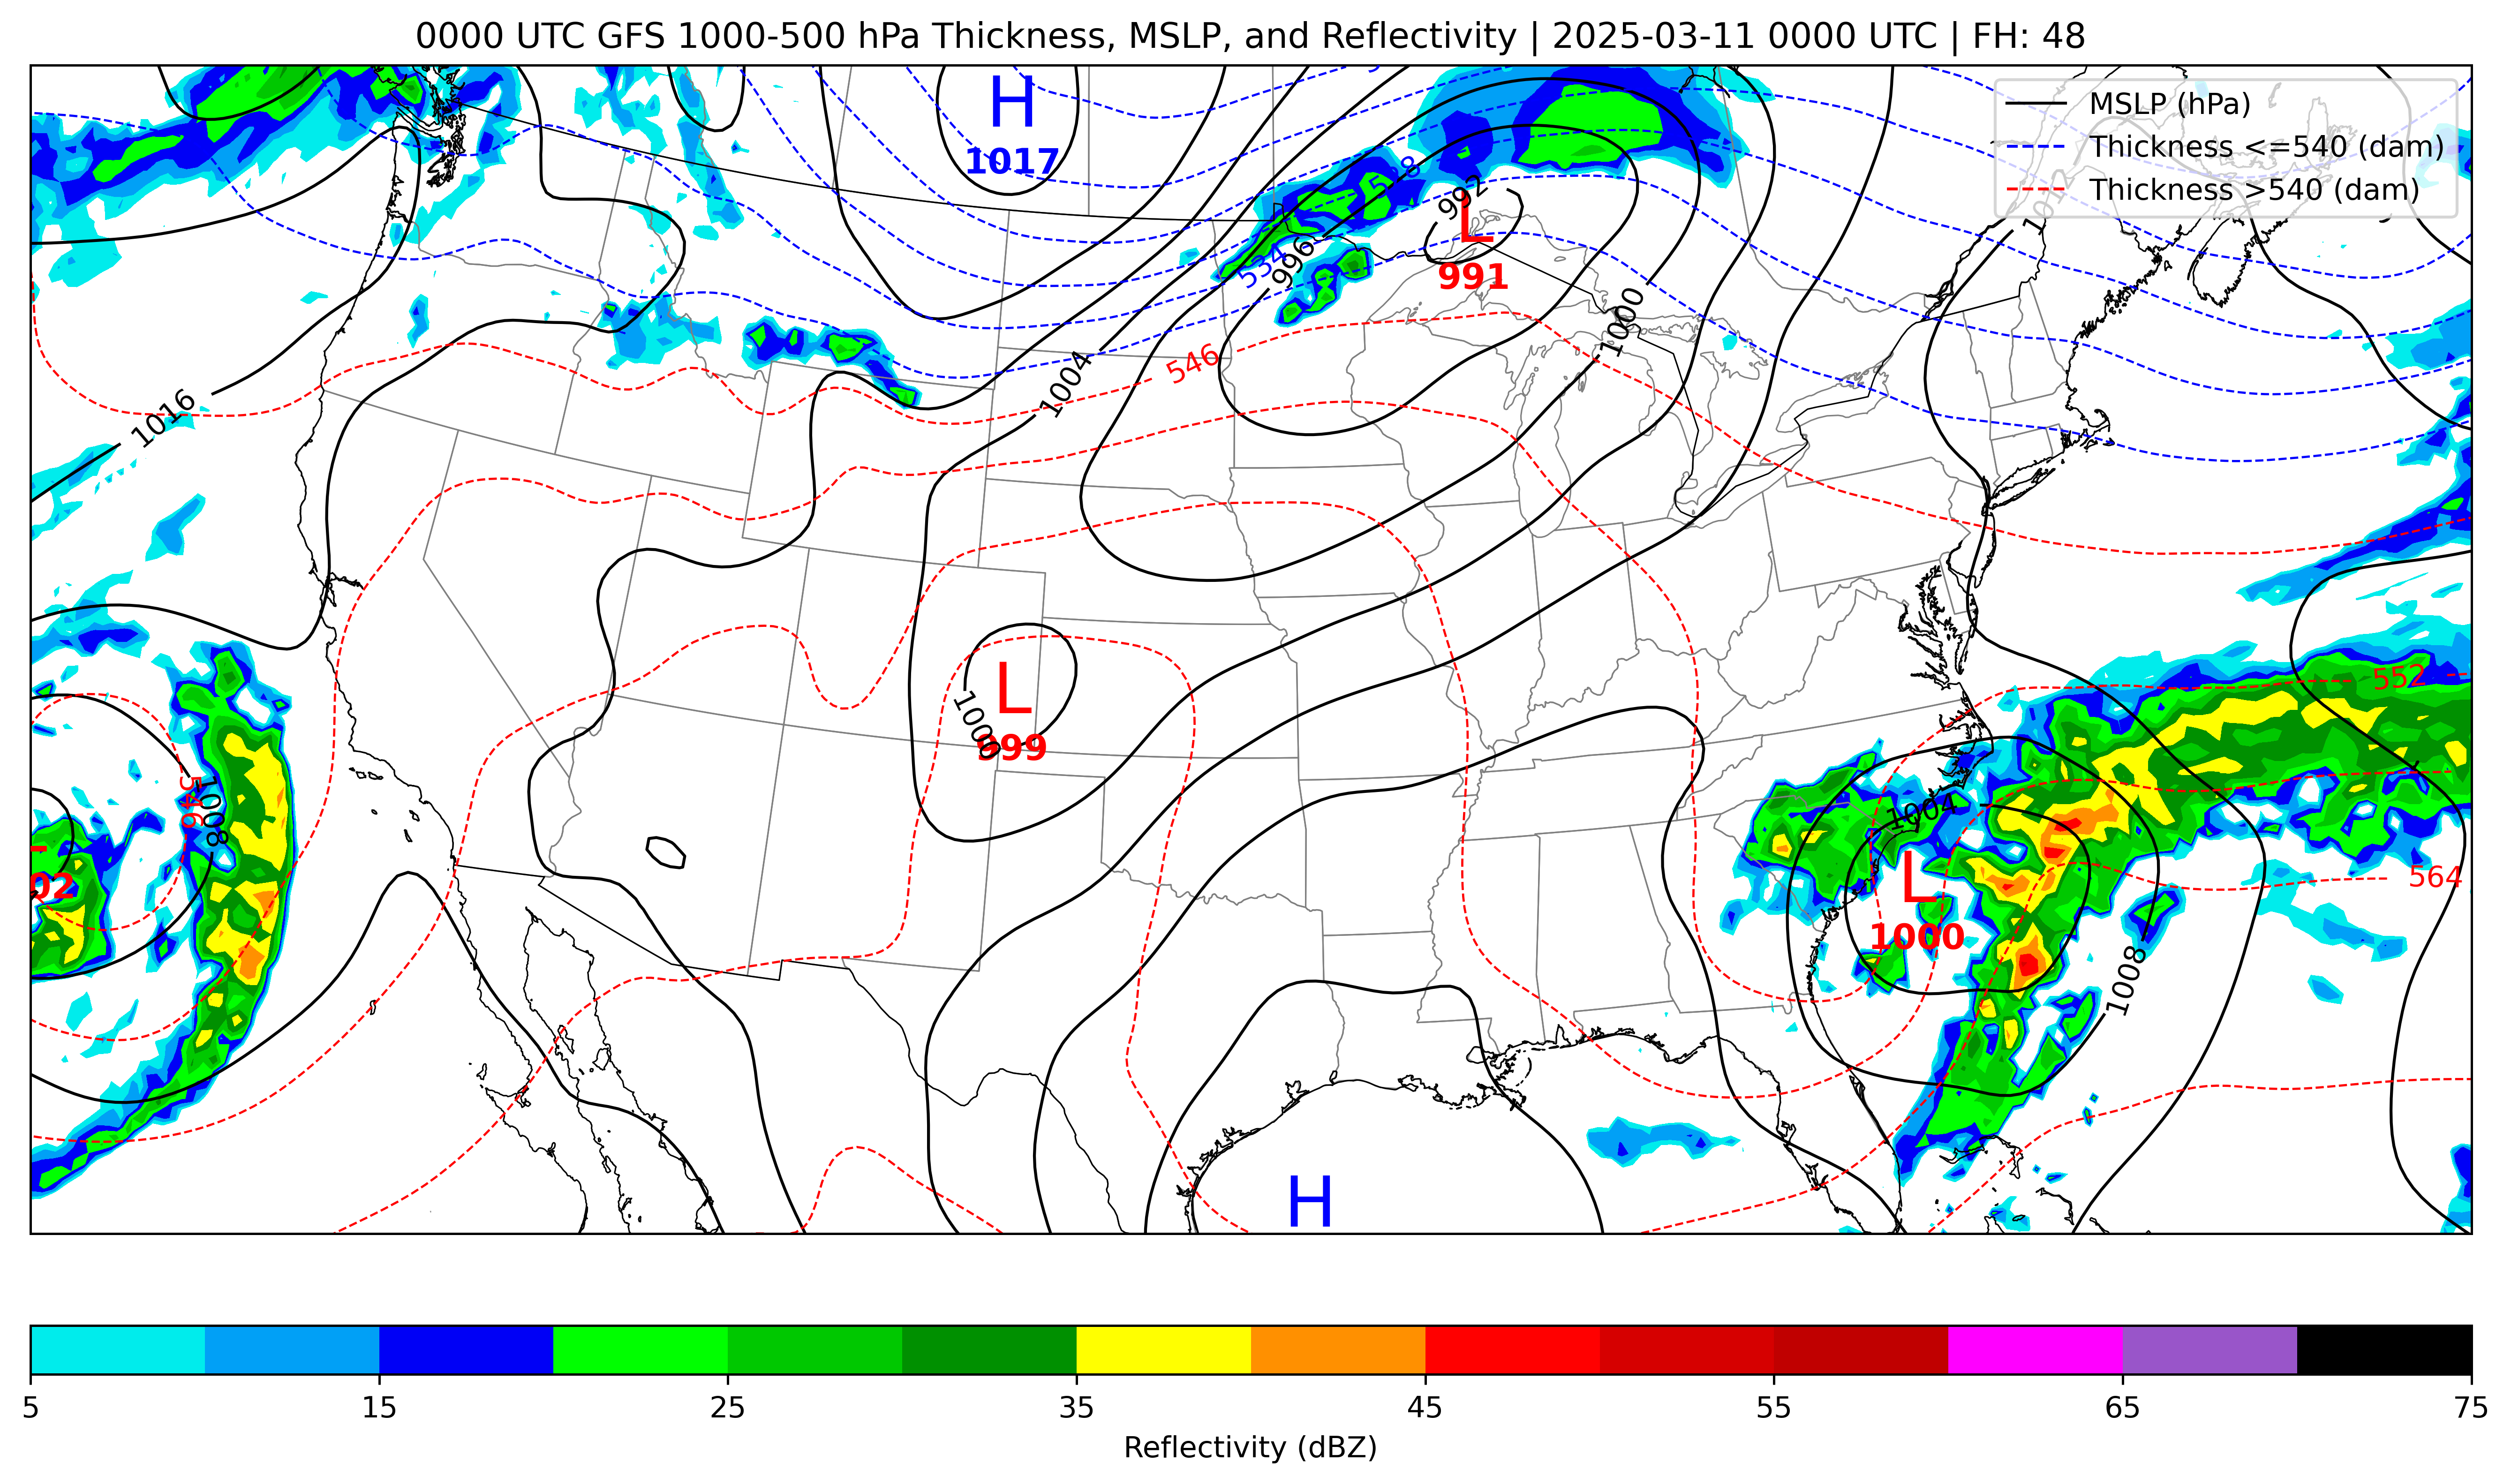 0000 UTC GFS 1000-500 hPa Thickness, MSLP, and Reflectivity | 2025-03-11 0000 UTC | FH: 48
MSLP (hPa)
Thickness <=540 (dam)
Thickness >540 (dam)
H
1017
528
992
L
991
534
996
1000
546
1004
1016
L
1000
999
552
546
1008
1004
L
1000
564
1008
02
H
5
15
25
35
45
55
65
75
Reflectivity (dBZ)